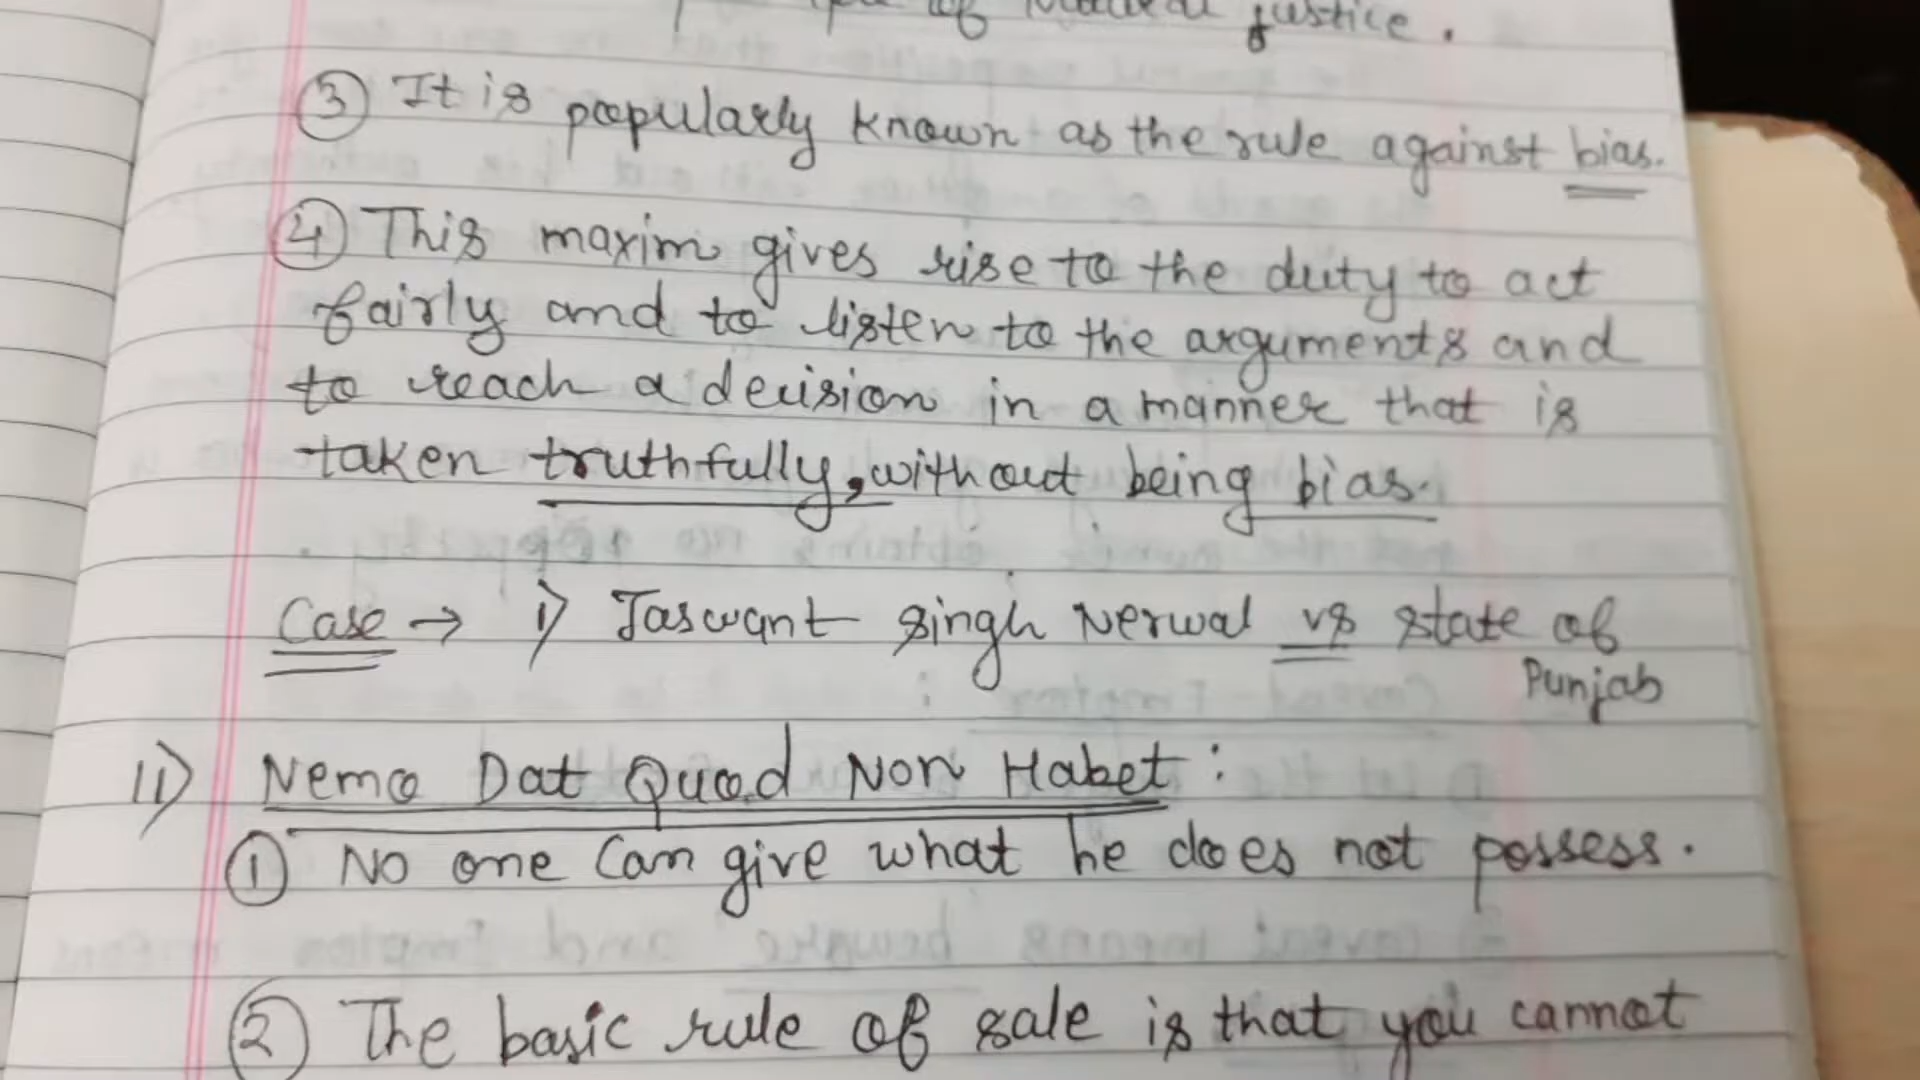 of Natural justice.
③ It is popularly known as the rule against bias.
④ This maxim gives rise to the duty to act
fairly and to listen to the arguments and
to reach a decision in a manner that is
taken truthfully, without being bias.
Case → i) Jaswant Singh Nerwal vs state of
Punjab
11) Nemo Dat Quod Non Habet :
① No one can give what he does not possess.
② The basic rule of sale is that you cannot